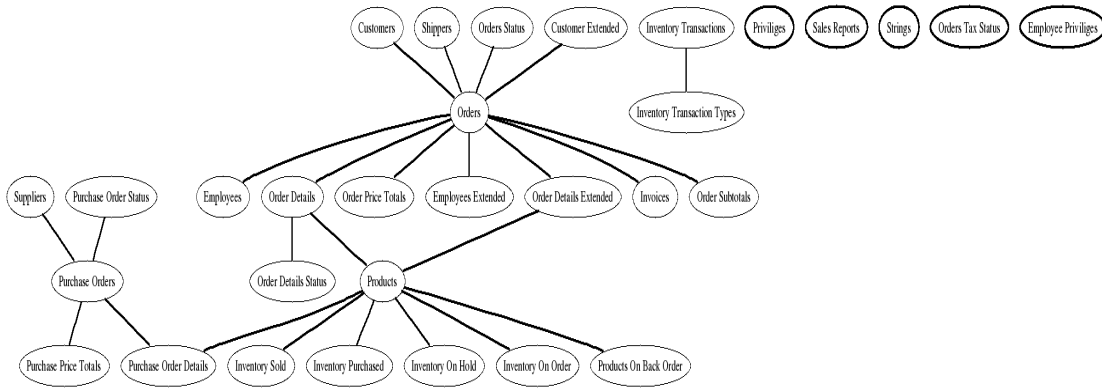 Customers
Shippers
Orders Status
Customer Extended
Inventory Transactions
Priviliges
Sales Reports
Strings
Orders Tax Status
Employee Priviliges
Orders
Inventory Transaction Types
Suppliers
Purchase Order Status
Employees
Order Details
Order Price Totals
Employees Extended
Order Details Extended
Invoices
Order Subtotals
Purchase Orders
Order Details Status
Products
Purchase Price Totals
Purchase Order Details
Inventory Sold
Inventory Purchased
Inventory On Hold
Inventory On Order
Products On Back Order